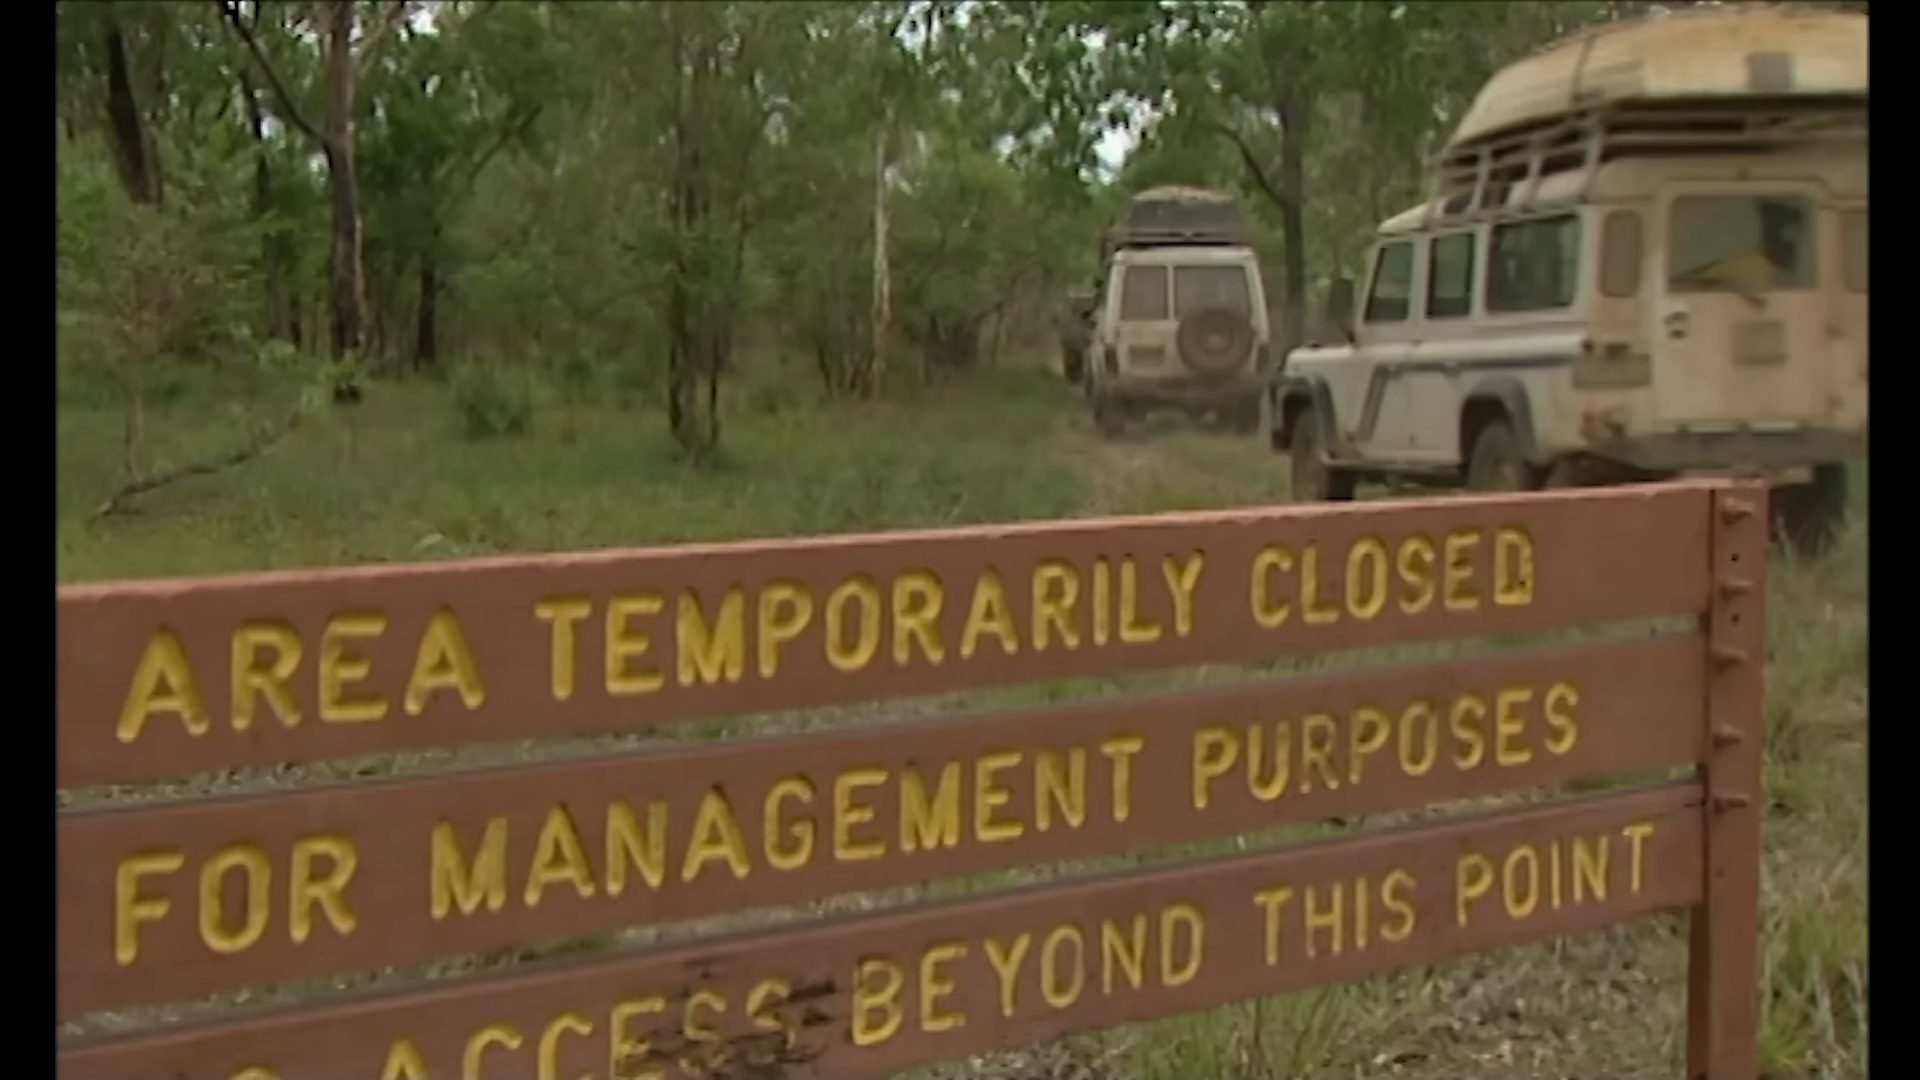 AREA TEMPORARILY CLOSED
FOR MANAGEMENT PURPOSES
ACCESS BEYOND THIS POINT